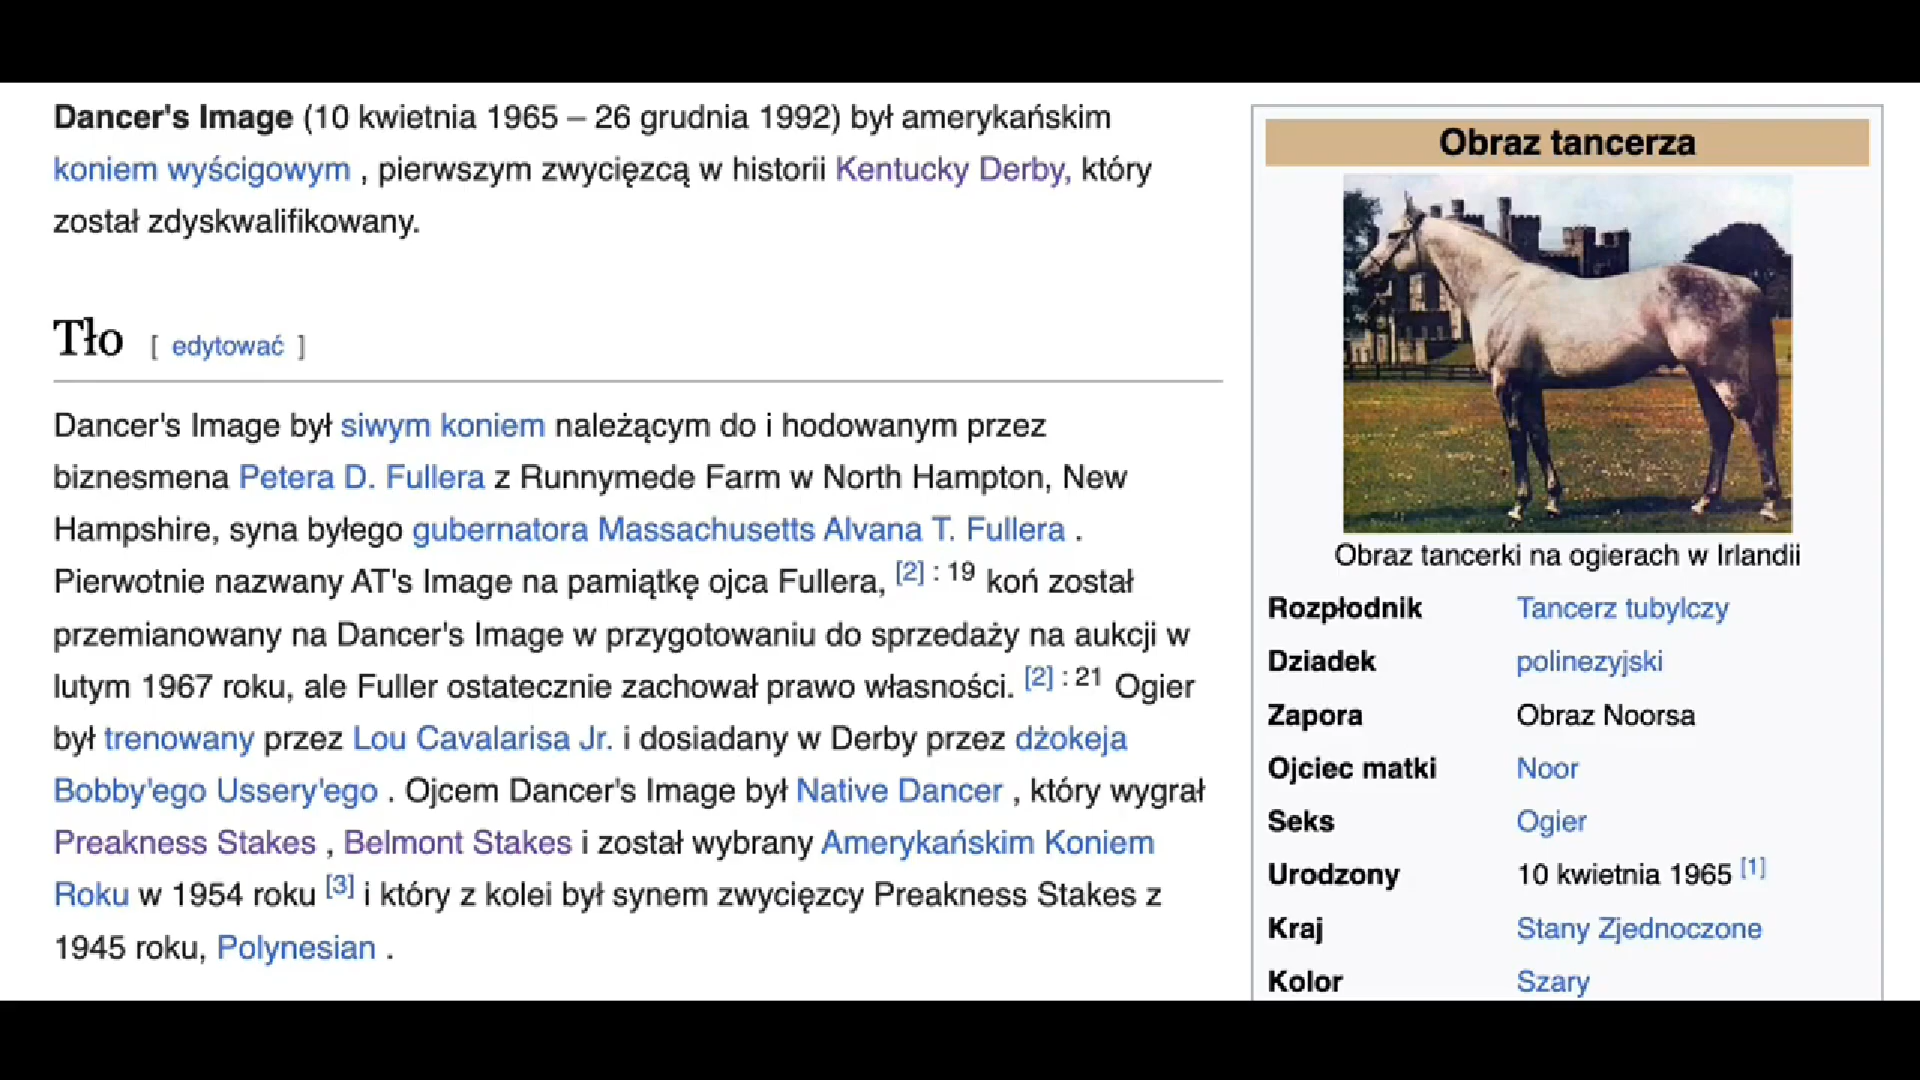 Dancer's Image (10 kwietnia 1965 – 26 grudnia 1992) był amerykańskim
koniem wyścigowym , pierwszym zwycięzcą w historii Kentucky Derby, który
został zdyskwalifikowany.
Tło [ edytować ]
Dancer's Image był siwym koniem należącym do i hodowanym przez
biznesmena Petera D. Fullera z Runnymede Farm w North Hampton, New
Hampshire, syna byłego gubernatora Massachusetts Alvana T. Fullera .
Pierwotnie nazwany AT's Image na pamiątkę ojca Fullera, [2] : 19 koń został
przemianowany na Dancer's Image w przygotowaniu do sprzedaży na aukcji w
lutym 1967 roku, ale Fuller ostatecznie zachował prawo własności. [2] : 21 Ogier
był trenowany przez Lou Cavalarisa Jr. i dosiadany w Derby przez dżokeja
Bobby'ego Ussery'ego . Ojcem Dancer's Image był Native Dancer , który wygrał
Preakness Stakes , Belmont Stakes i został wybrany Amerykańskim Koniem
Roku w 1954 roku [3] i który z kolei był synem zwycięzcy Preakness Stakes z
1945 roku, Polynesian .
Obraz tancerza
Obraz tancerki na ogierach w Irlandii
Rozpłodnik Tancerz tubylczy
Dziadek polinezyjski
Zapora Obraz Noorsa
Ojciec matki Noor
Seks Ogier
Urodzony 10 kwietnia 1965 [1]
Kraj Stany Zjednoczone
Kolor Szary